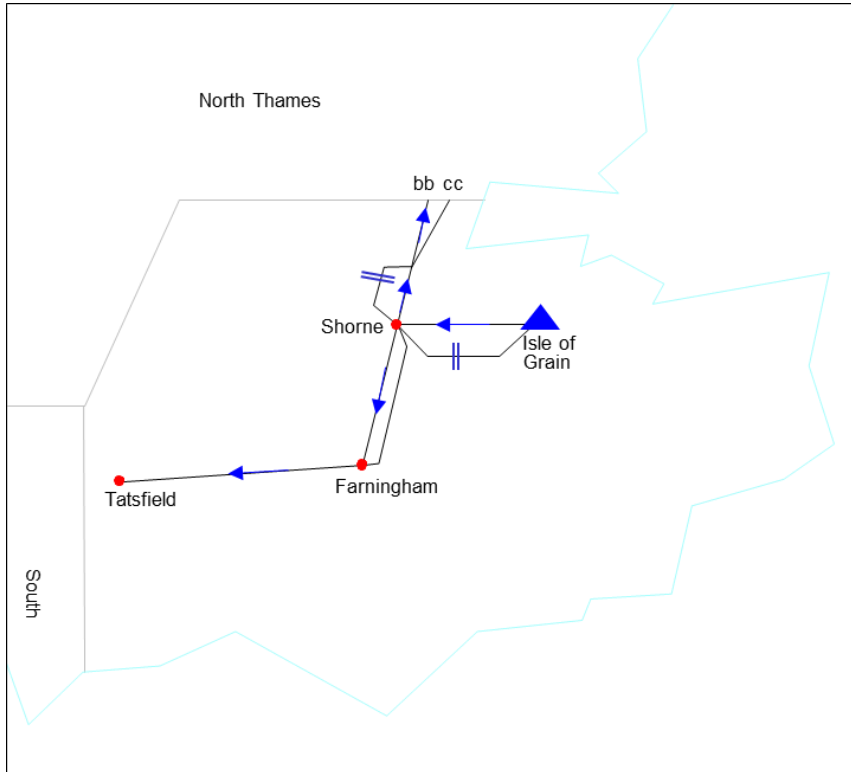 North Thames
bb cc
Shorne
Isle of
Grain
Tatsfield
Farningham
South